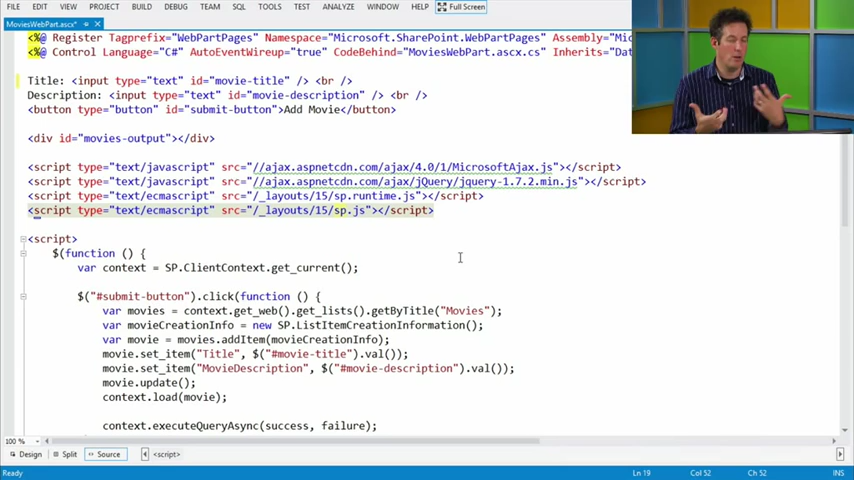 FILE EDIT VIEW PROJECT BUILD DEBUG TEAM SQL TOOLS TEST ANALYZE WINDOW HELP Full Screen
MoviesWebPart.ascx*
<%@ Register Tagprefix="WebPartPages" Namespace="Microsoft.SharePoint.WebPartPages" Assembly="Mi
<%@ Control Language="C#" AutoEventWireup="true" CodeBehind="MoviesWebPart.ascx.cs" Inherits="Dat
Title: <input type="text" id="movie-title" /> <br />
Description: <input type="text" id="movie-description" /> <br />
<button type="button" id="submit-button">Add Movie</button>
<div id="movies-output"></div>
<script type="text/javascript" src="//ajax.aspnetcdn.com/ajax/4.0/1/MicrosoftAjax.js"></script>
<script type="text/javascript" src="//ajax.aspnetcdn.com/ajax/jQuery/jquery-1.7.2.min.js"></script>
<script type="text/ecmascript" src="/_layouts/15/sp.runtime.js"></script>
<script type="text/ecmascript" src="/_layouts/15/sp.js"></script>
<script>
$(function () {
var context = SP.ClientContext.get_current();
$("#submit-button").click(function () {
var movies = context.get_web().get_lists().getByTitle("Movies");
var movieCreationInfo = new SP.ListItemCreationInformation();
var movie = movies.addItem(movieCreationInfo);
movie.set_item("Title", $("#movie-title").val());
movie.set_item("MovieDescription", $("#movie-description").val());
movie.update();
context.load(movie);
context.executeQueryAsync(success, failure);
100 %
Design Split Source <script>
Ready Ln 19 Col 52 Ch 52 INS